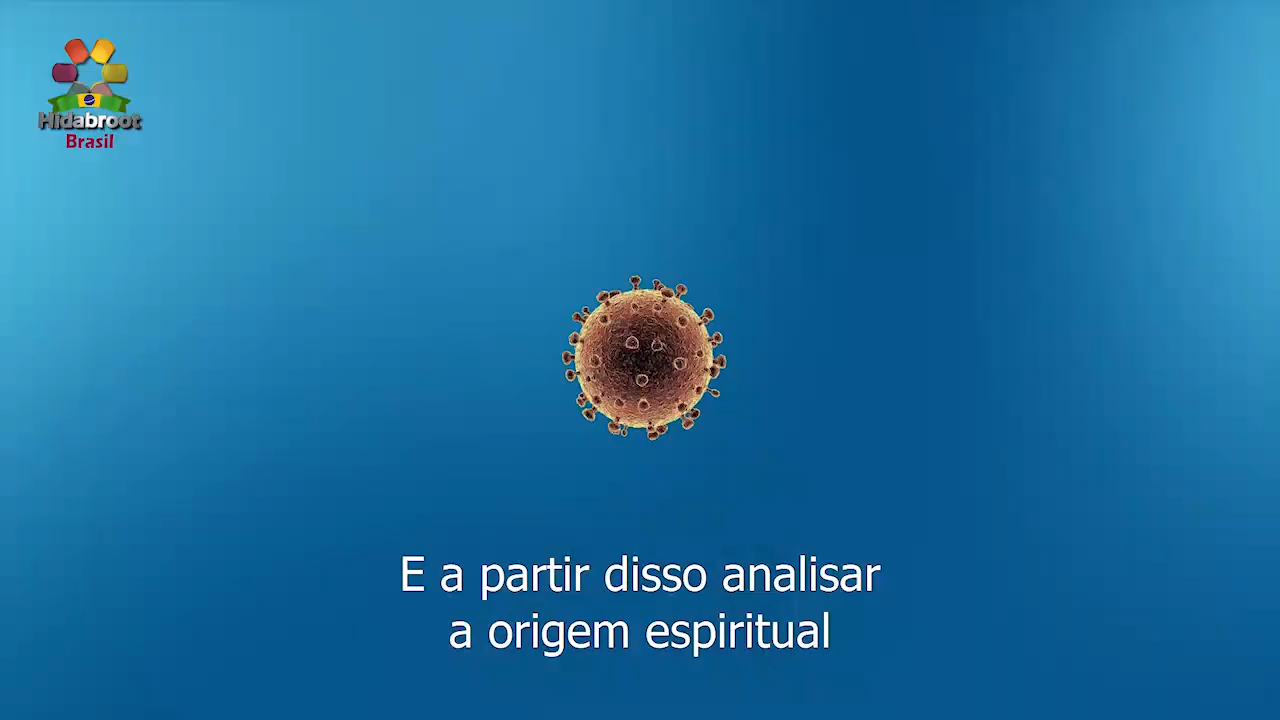 Hidabroot
Brasil
E a partir disso analisar
a origem espiritual